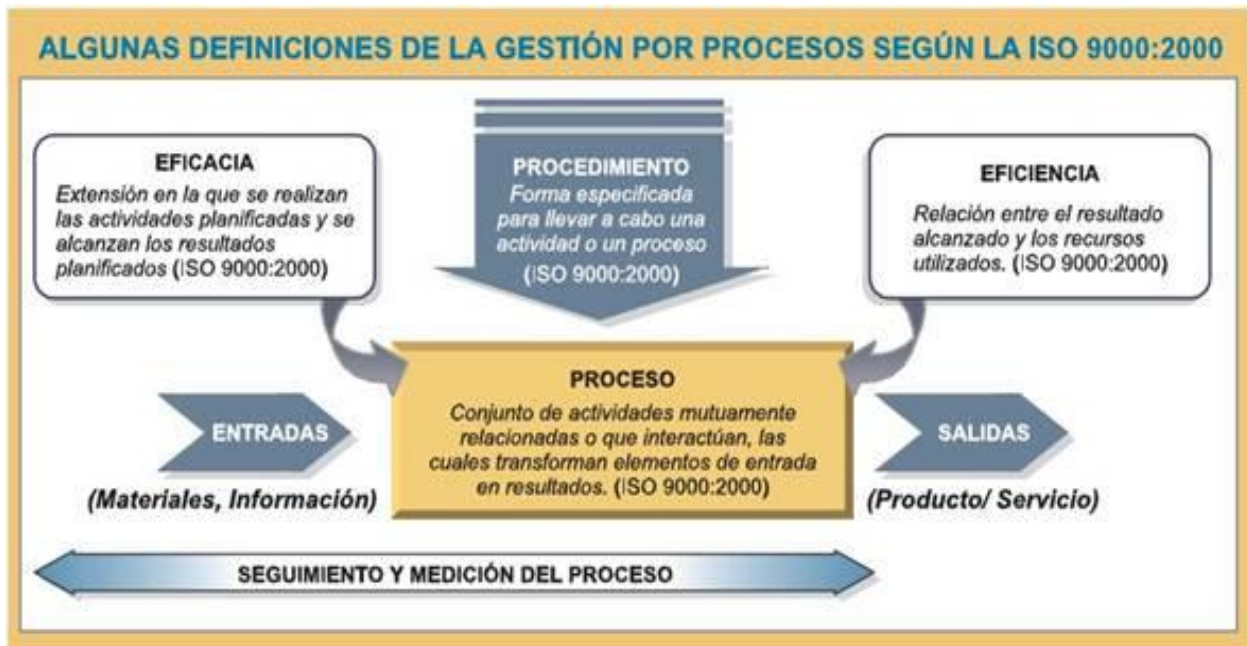 ALGUNAS DEFINICIONES DE LA GESTIÓN POR PROCESOS SEGÚN LA ISO 9000:2000
EFICACIA
Extensión en la que se realizan
las actividades planificadas y se
alcanzan los resultados
planificados (ISO 9000:2000)
PROCEDIMIENTO
Forma especificada
para llevar a cabo una
actividad o un proceso
(ISO 9000:2000)
EFICIENCIA
Relación entre el resultado
alcanzado y los recursos
utilizados. (ISO 9000:2000)
ENTRADAS
(Materiales, Información)
PROCESO
Conjunto de actividades mutuamente
relacionadas o que interactúan, las
cuales transforman elementos de entrada
en resultados. (ISO 9000:2000)
SALIDAS
(Producto/ Servicio)
SEGUIMIENTO Y MEDICIÓN DEL PROCESO